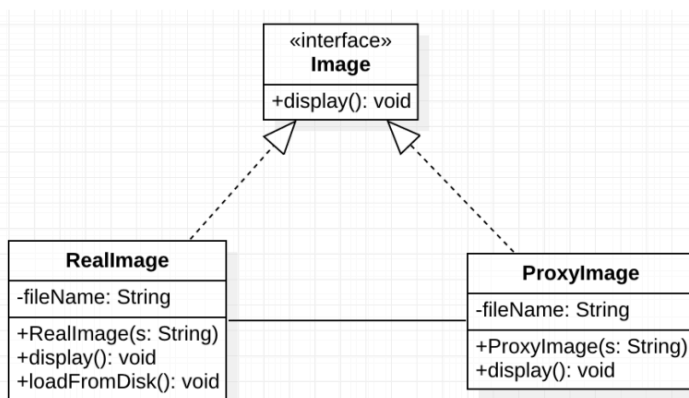 «interface»
Image
+display(): void
RealImage
-fileName: String
+RealImage(s: String)
+display(): void
+loadFromDisk(): void
ProxyImage
-fileName: String
+ProxyImage(s: String)
+display(): void